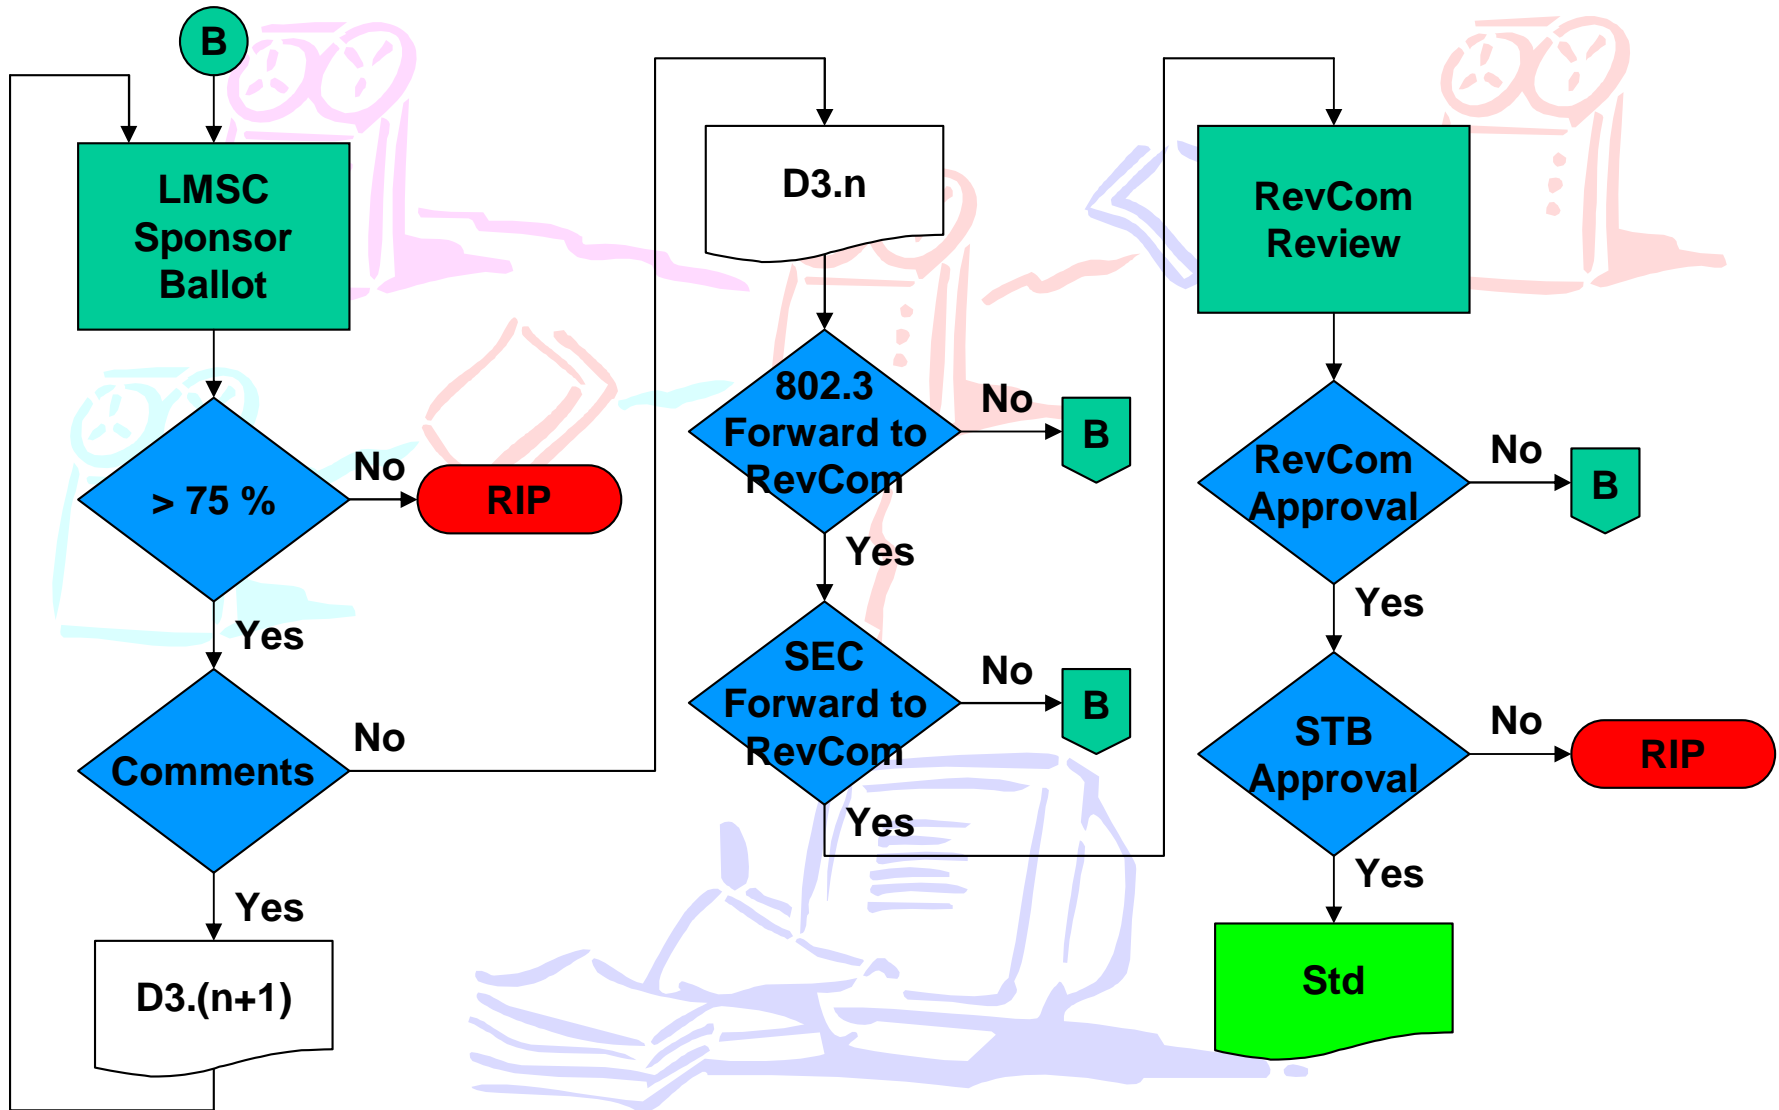 B
LMSC
Sponsor
Ballot
> 75 %
No
RIP
Yes
Comments
No
Yes
D3.(n+1)
D3.n
802.3
Forward to
RevCom
No
B
Yes
SEC
Forward to
RevCom
No
B
Yes
RevCom
Review
RevCom
Approval
No
B
Yes
STB
Approval
No
RIP
Yes
Std